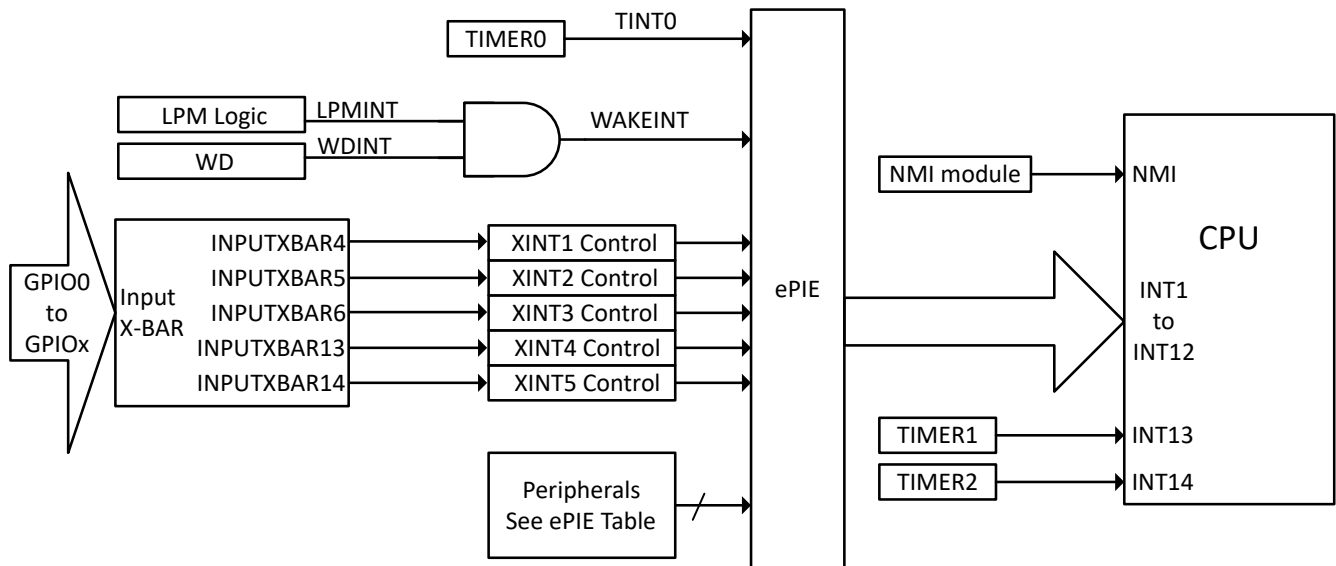 TIMER0
TINT0
LPM Logic
LPMINT
WD
WDINT
WAKEINT
GPIO0
to
GPIOx
Input
X-BAR
INPUTXBAR4
INPUTXBAR5
INPUTXBAR6
INPUTXBAR13
INPUTXBAR14
XINT1 Control
XINT2 Control
XINT3 Control
XINT4 Control
XINT5 Control
Peripherals
See ePIE Table
ePIE
NMI module
NMI
CPU
INT1
to
INT12
TIMER1
INT13
TIMER2
INT14